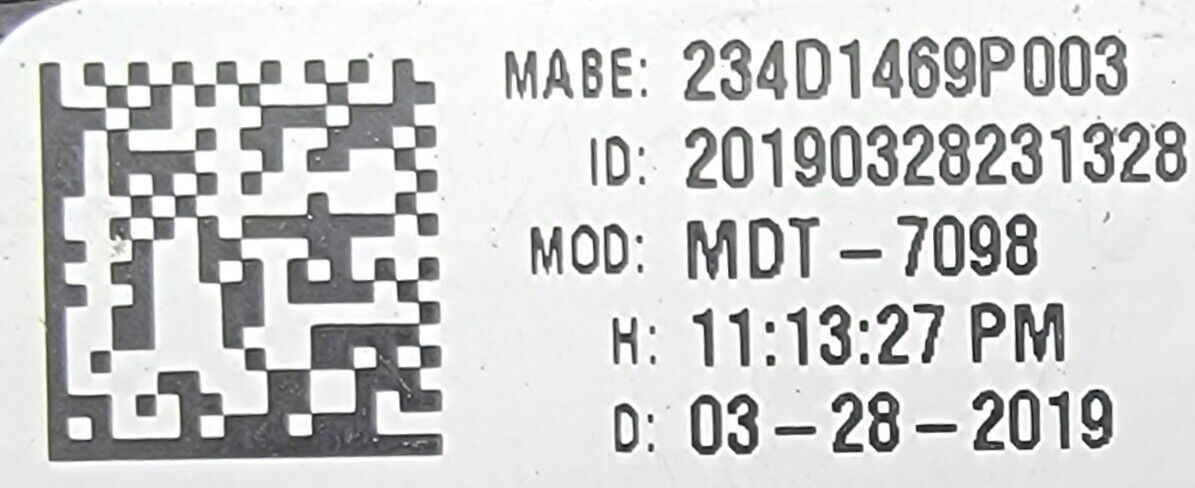 MABE: 234D1469P003
ID: 20190328231328
MOD: MDT - 7098
H: 11:13:27 PM
D: 03 - 28 - 2019